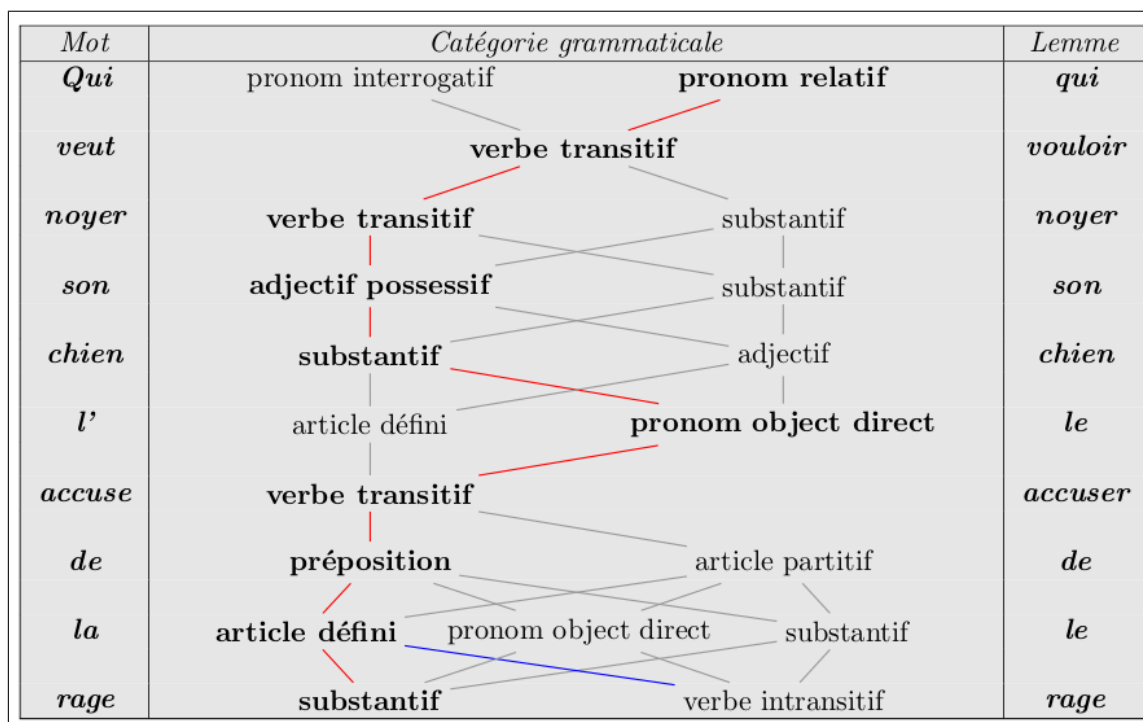 Mot Catégorie grammaticale Lemme
Qui pronom interrogatif pronom relatif qui
veut verbe transitif vouloir
noyer verbe transitif substantif noyer
son adjectif possessif substantif son
chien substantif adjectif chien
l' article défini pronom object direct le
accuse verbe transitif accuser
de préposition article partitif de
la article défini pronom object direct substantif le
rage substantif verbe intransitif rage